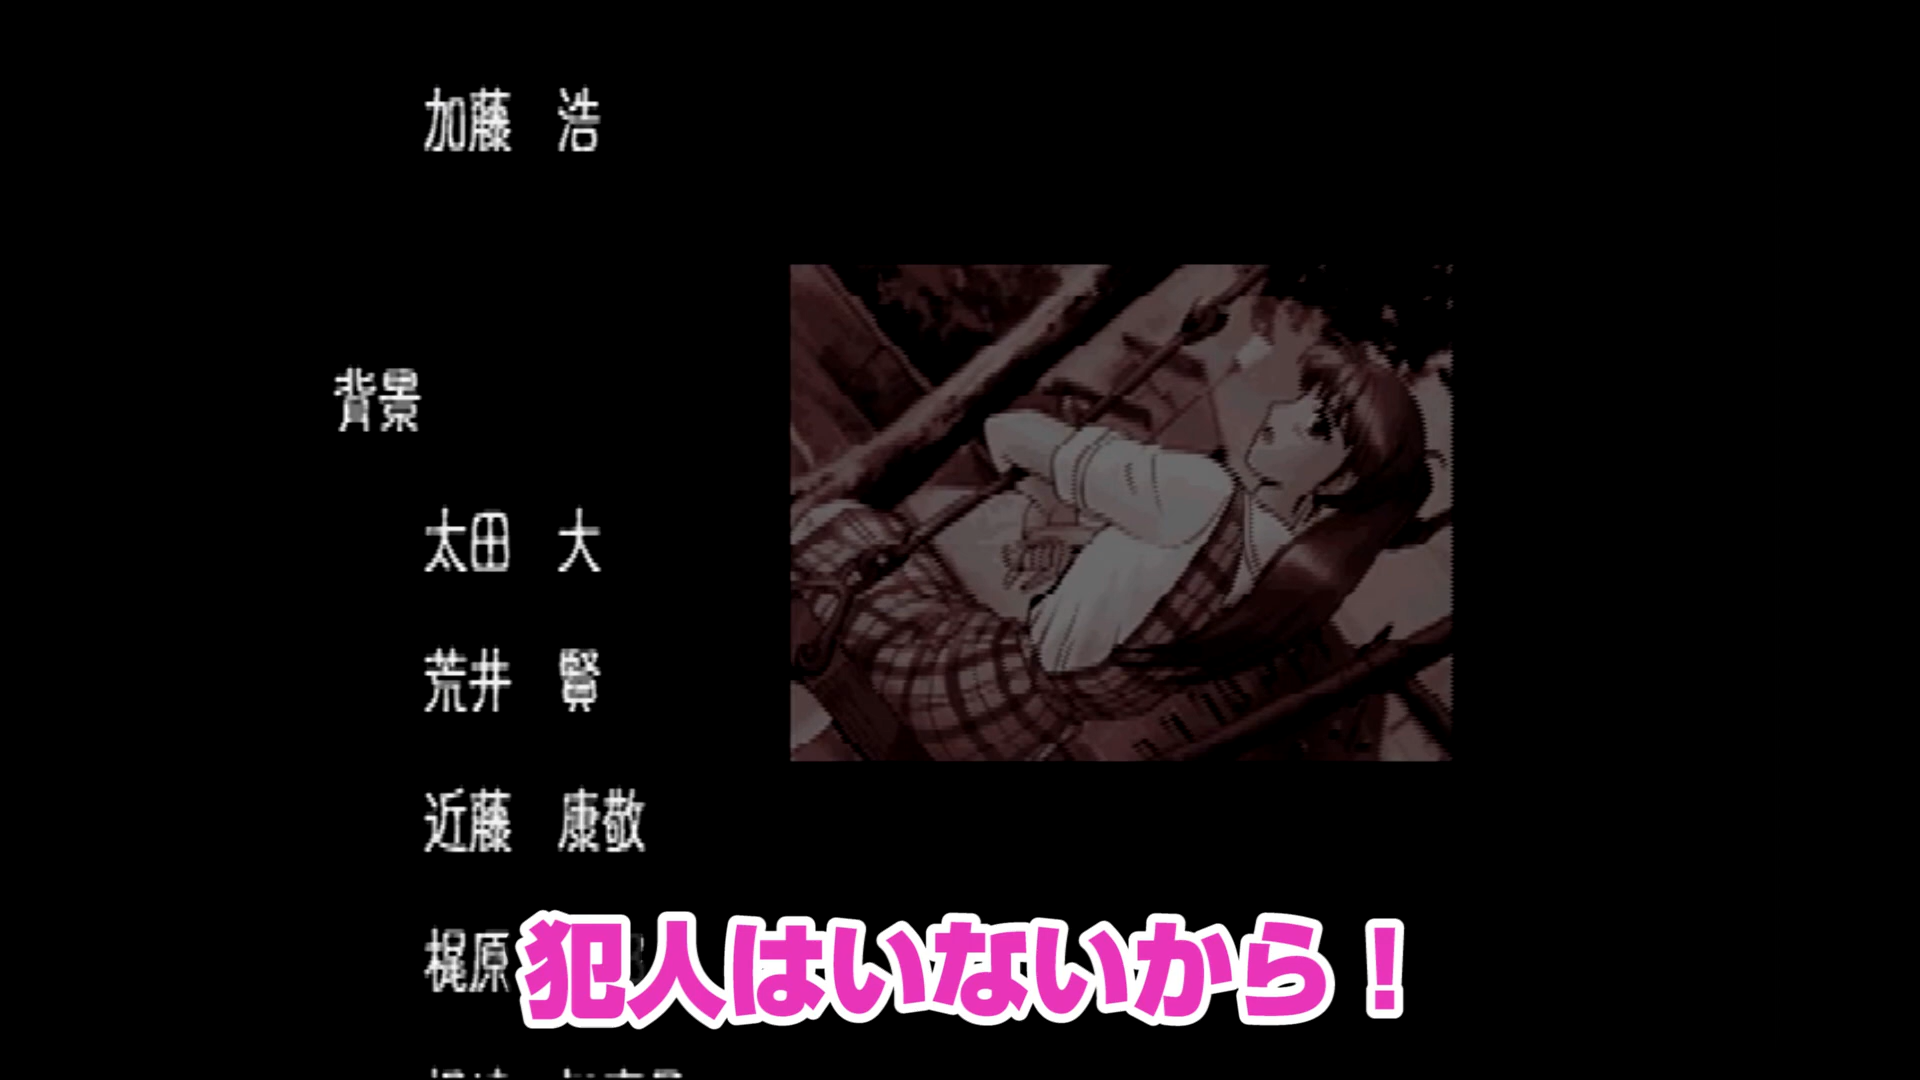 加藤　浩
背景
太田　大
荒井　賢
近藤　康敬
梶原
犯人はいないから！